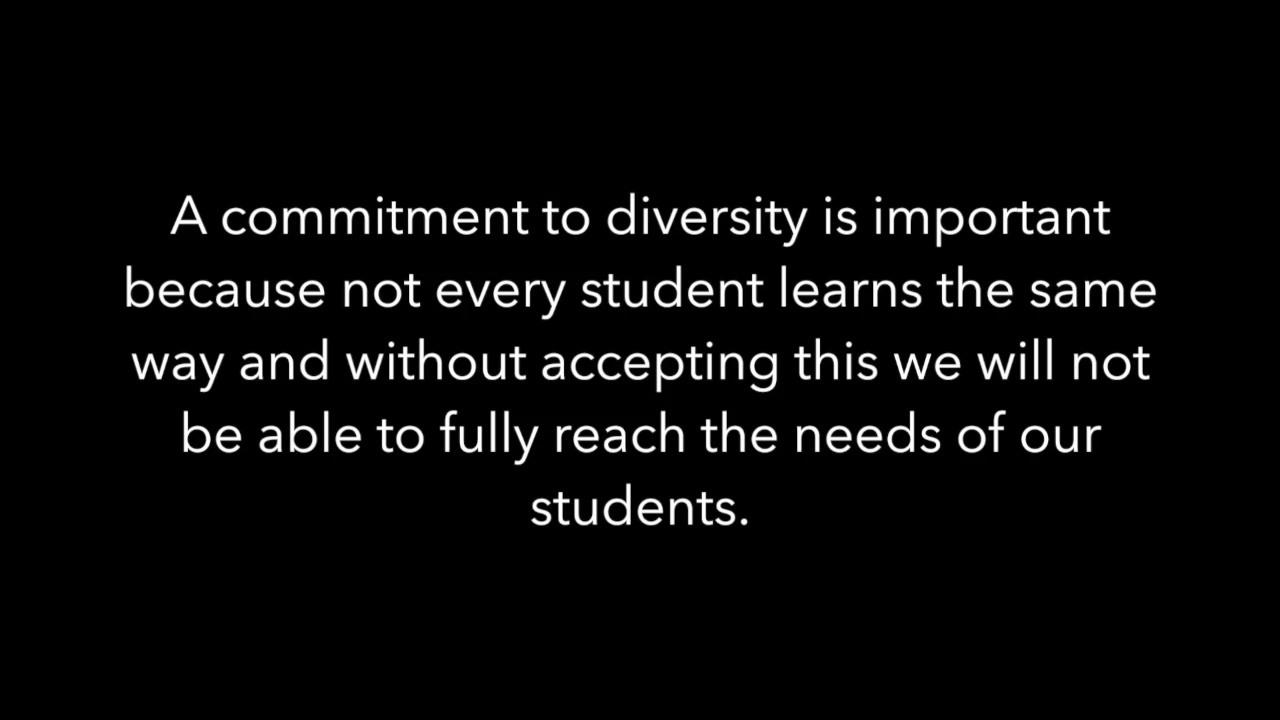 A commitment to diversity is important
because not every student learns the same
way and without accepting this we will not
be able to fully reach the needs of our
students.